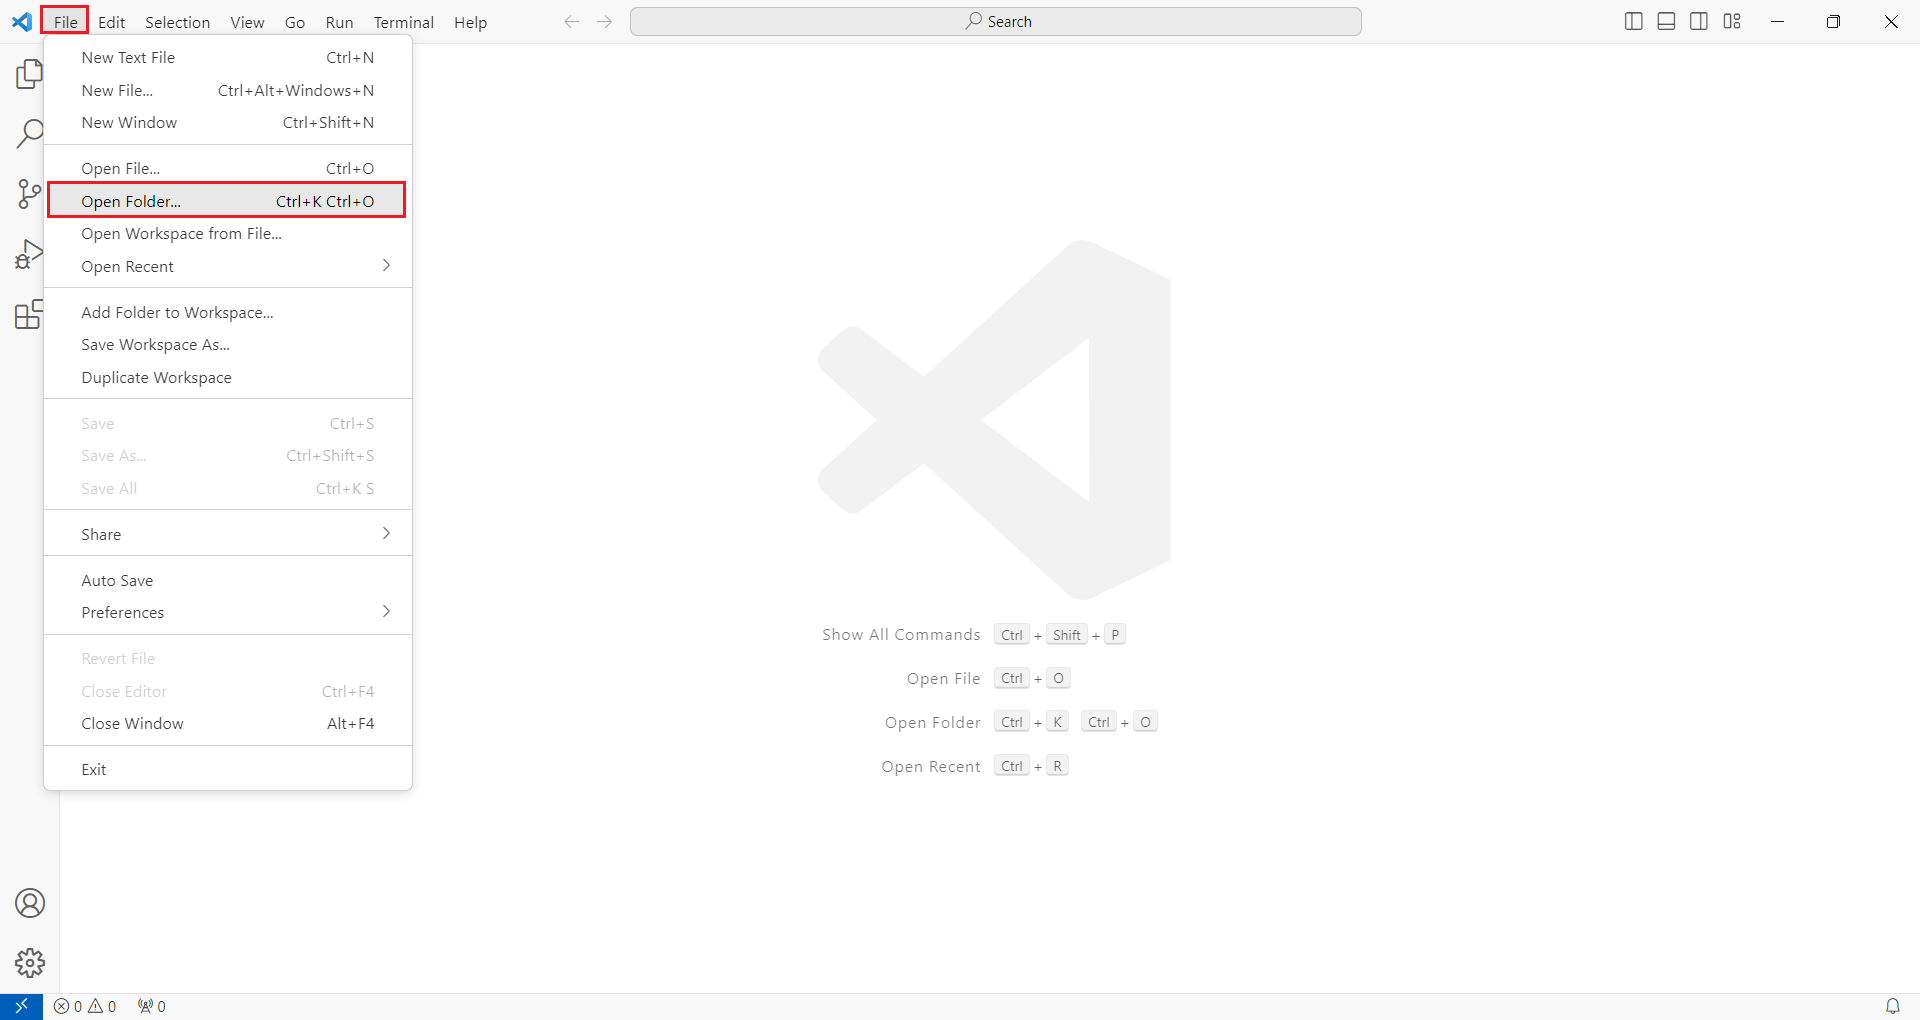 File Edit Selection View Go Run Terminal Help
Search
New Text File Ctrl+N
New File... Ctrl+Alt+Windows+N
New Window Ctrl+Shift+N
Open File... Ctrl+O
Open Folder... Ctrl+K Ctrl+O
Open Workspace from File...
Open Recent
Add Folder to Workspace...
Save Workspace As...
Duplicate Workspace
Save Ctrl+S
Save As... Ctrl+Shift+S
Save All Ctrl+K S
Share
Auto Save
Preferences
Revert File
Close Editor Ctrl+F4
Close Window Alt+F4
Exit
Show All Commands Ctrl + Shift + P
Open File Ctrl + O
Open Folder Ctrl + K Ctrl + O
Open Recent Ctrl + R
0 0 0